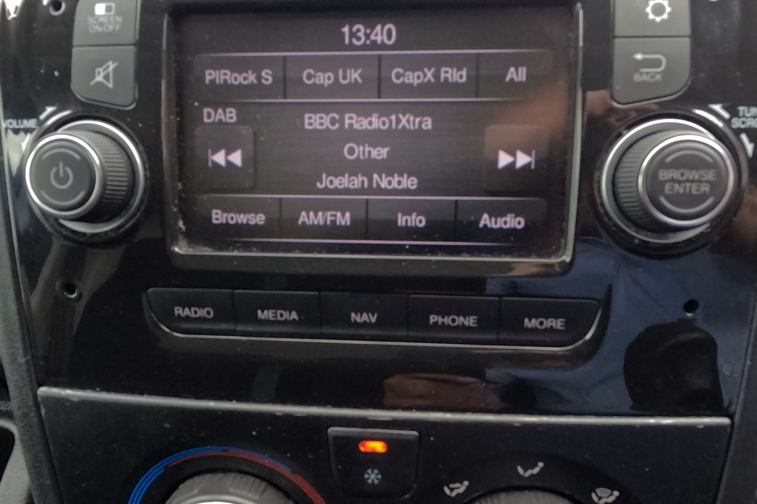 SCREEN
ON/OFF
13:40
PlRock S
Cap UK
CapX Rld
All
BACK
VOLUME
DAB
BBC Radio1Xtra
Other
Joelah Noble
BROWSE
ENTER
Browse
AM/FM
Info
Audio
RADIO
MEDIA
NAV
PHONE
MORE